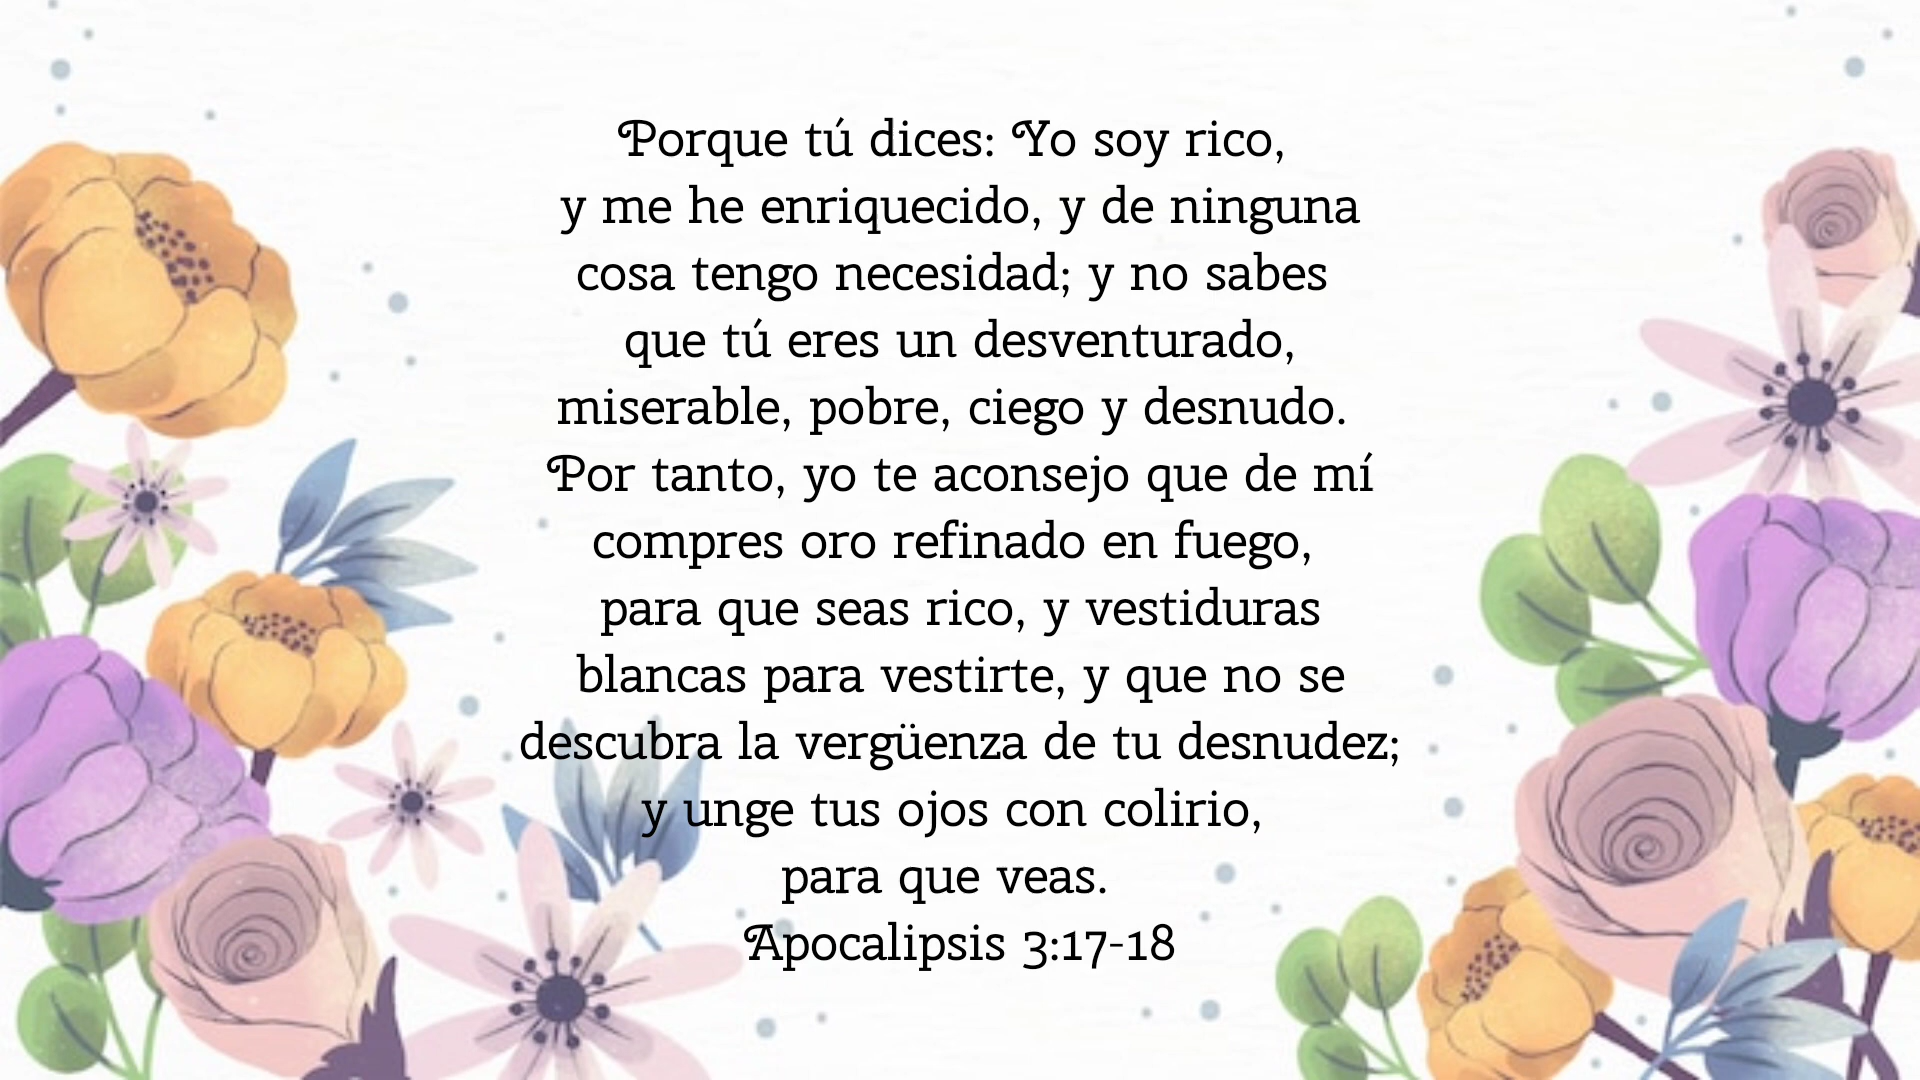 Porque tú dices: Yo soy rico,
y me he enriquecido, y de ninguna
cosa tengo necesidad; y no sabes
que tú eres un desventurado,
miserable, pobre, ciego y desnudo.
Por tanto, yo te aconsejo que de mí
compres oro refinado en fuego,
para que seas rico, y vestiduras
blancas para vestirte, y que no se
descubra la vergüenza de tu desnudez;
y unge tus ojos con colirio,
para que veas.
Apocalipsis 3:17-18